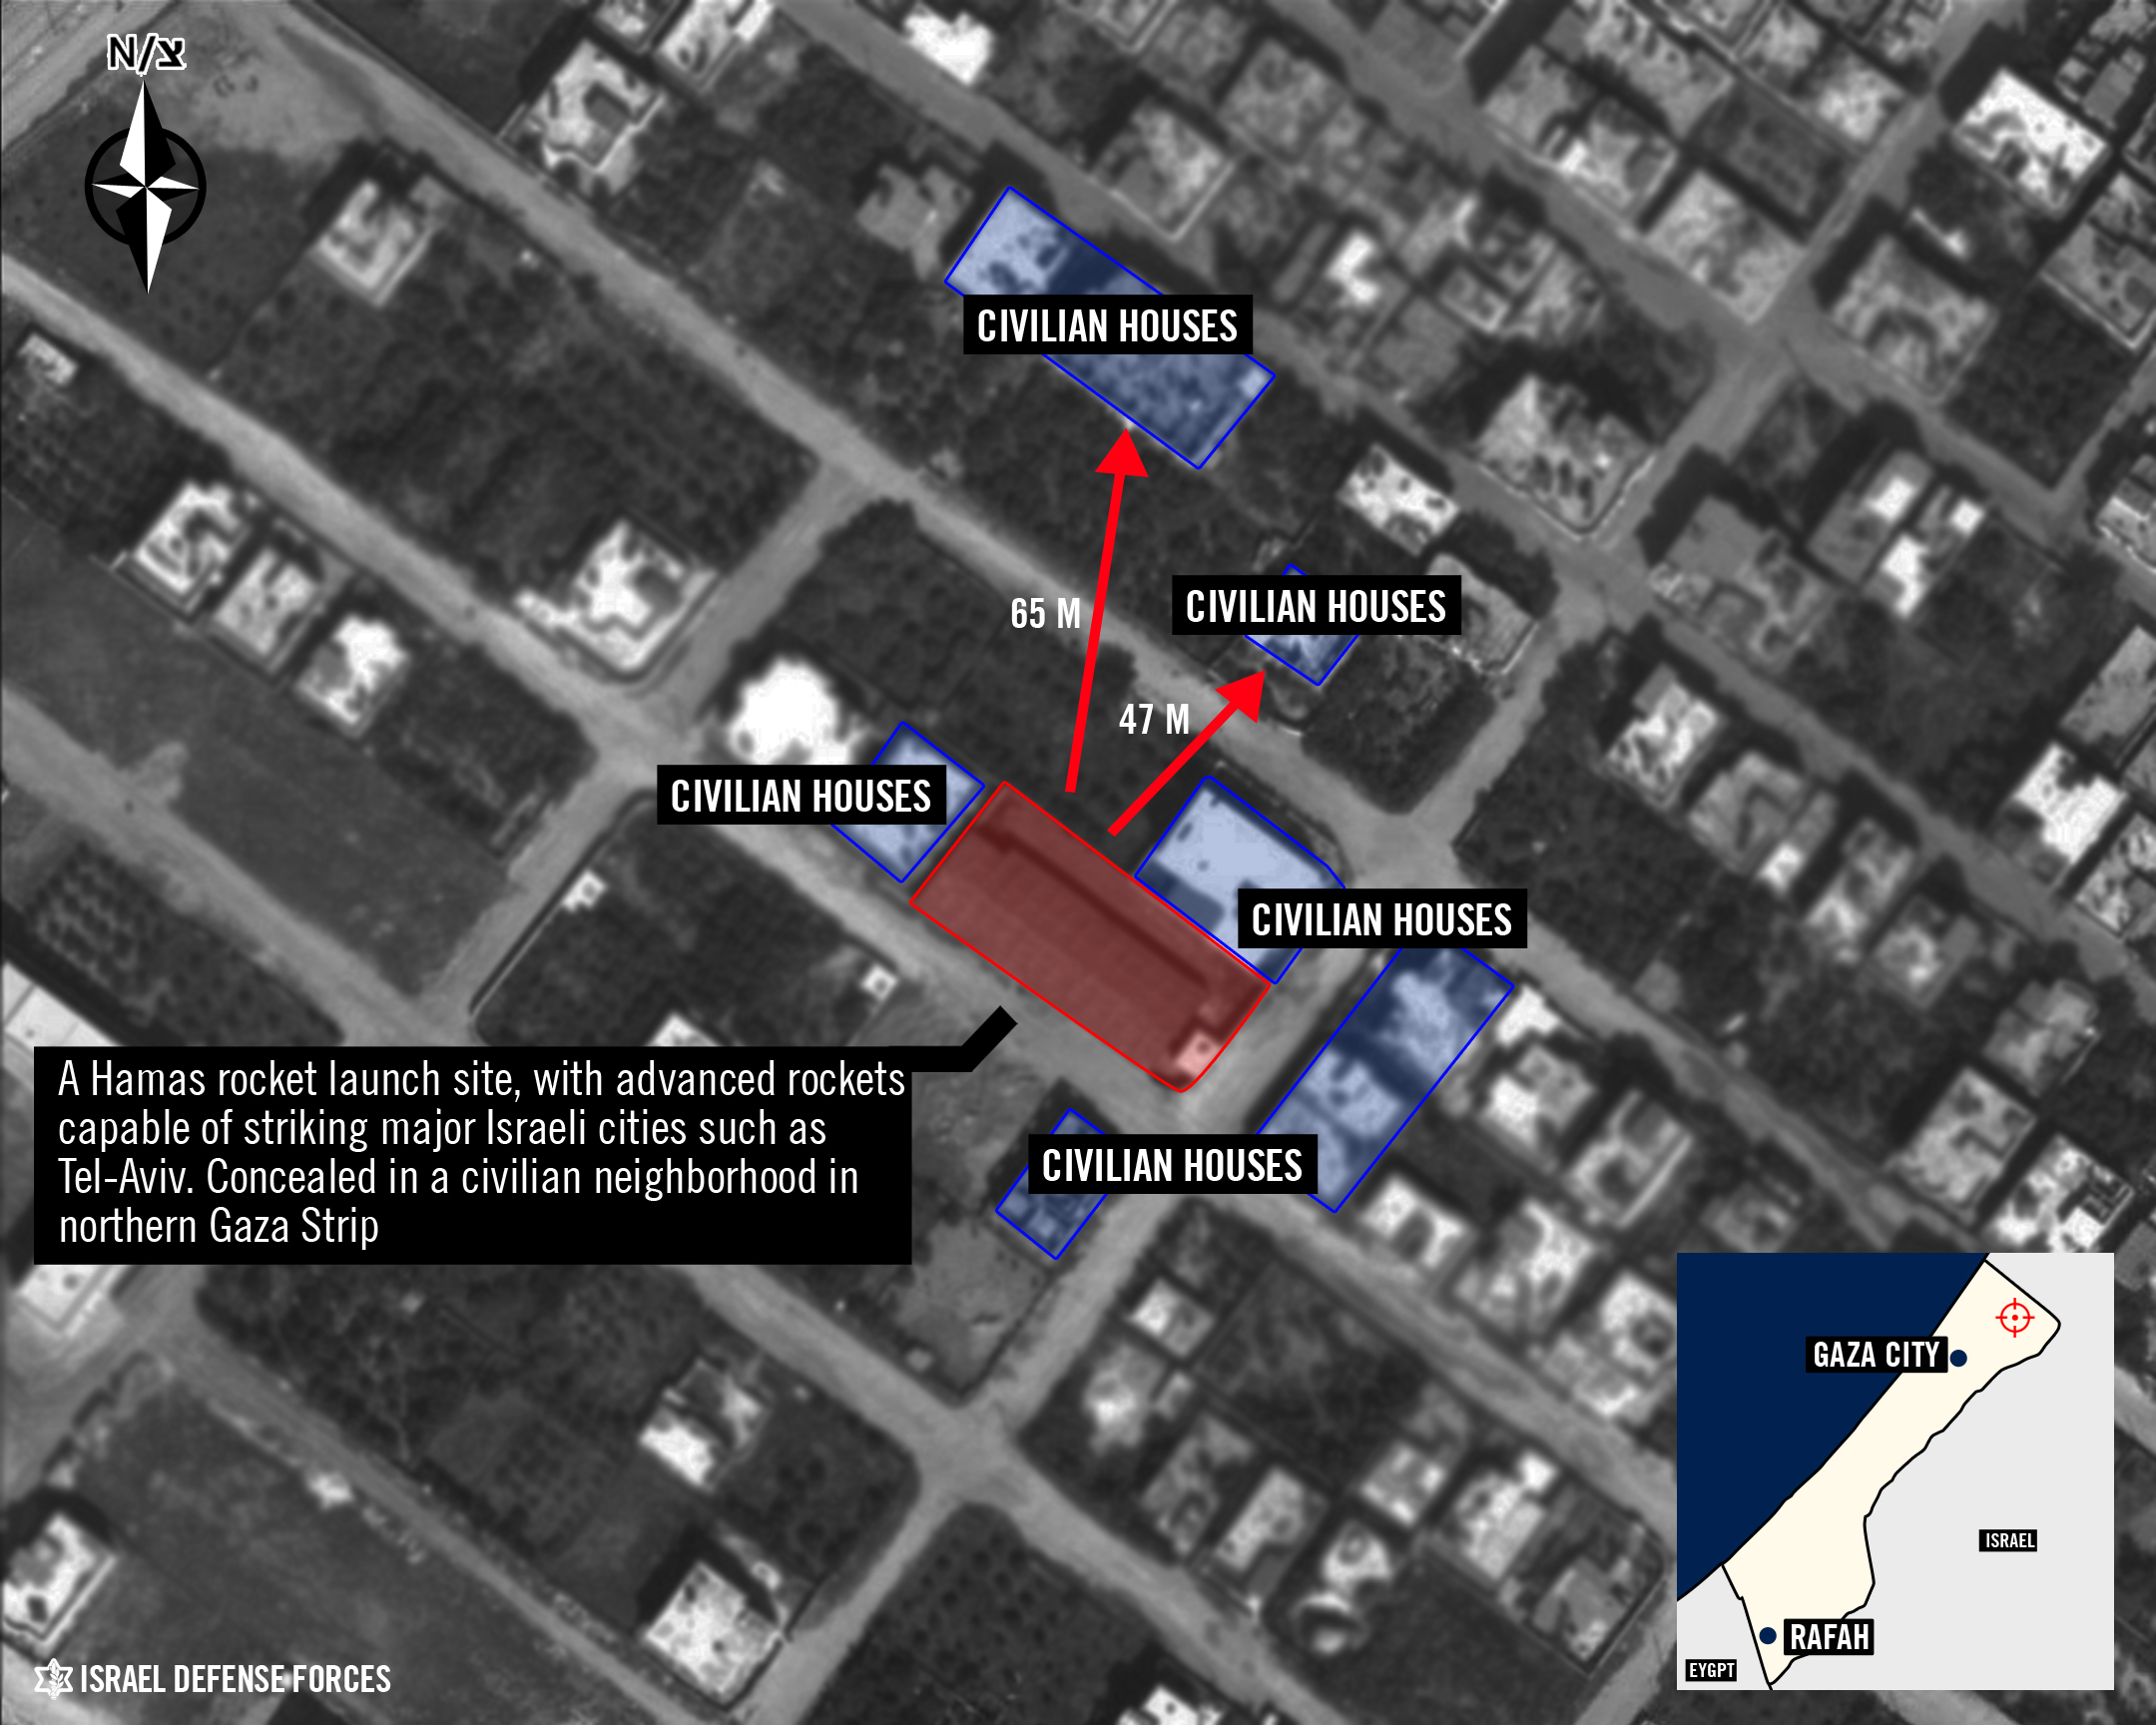 N/צ
CIVILIAN HOUSES
CIVILIAN HOUSES
65 M
47 M
CIVILIAN HOUSES
CIVILIAN HOUSES
A Hamas rocket launch site, with advanced rockets
capable of striking major Israeli cities such as
Tel-Aviv. Concealed in a civilian neighborhood in
northern Gaza Strip
CIVILIAN HOUSES
GAZA CITY
ISRAEL
RAFAH
EYGPT
ISRAEL DEFENSE FORCES